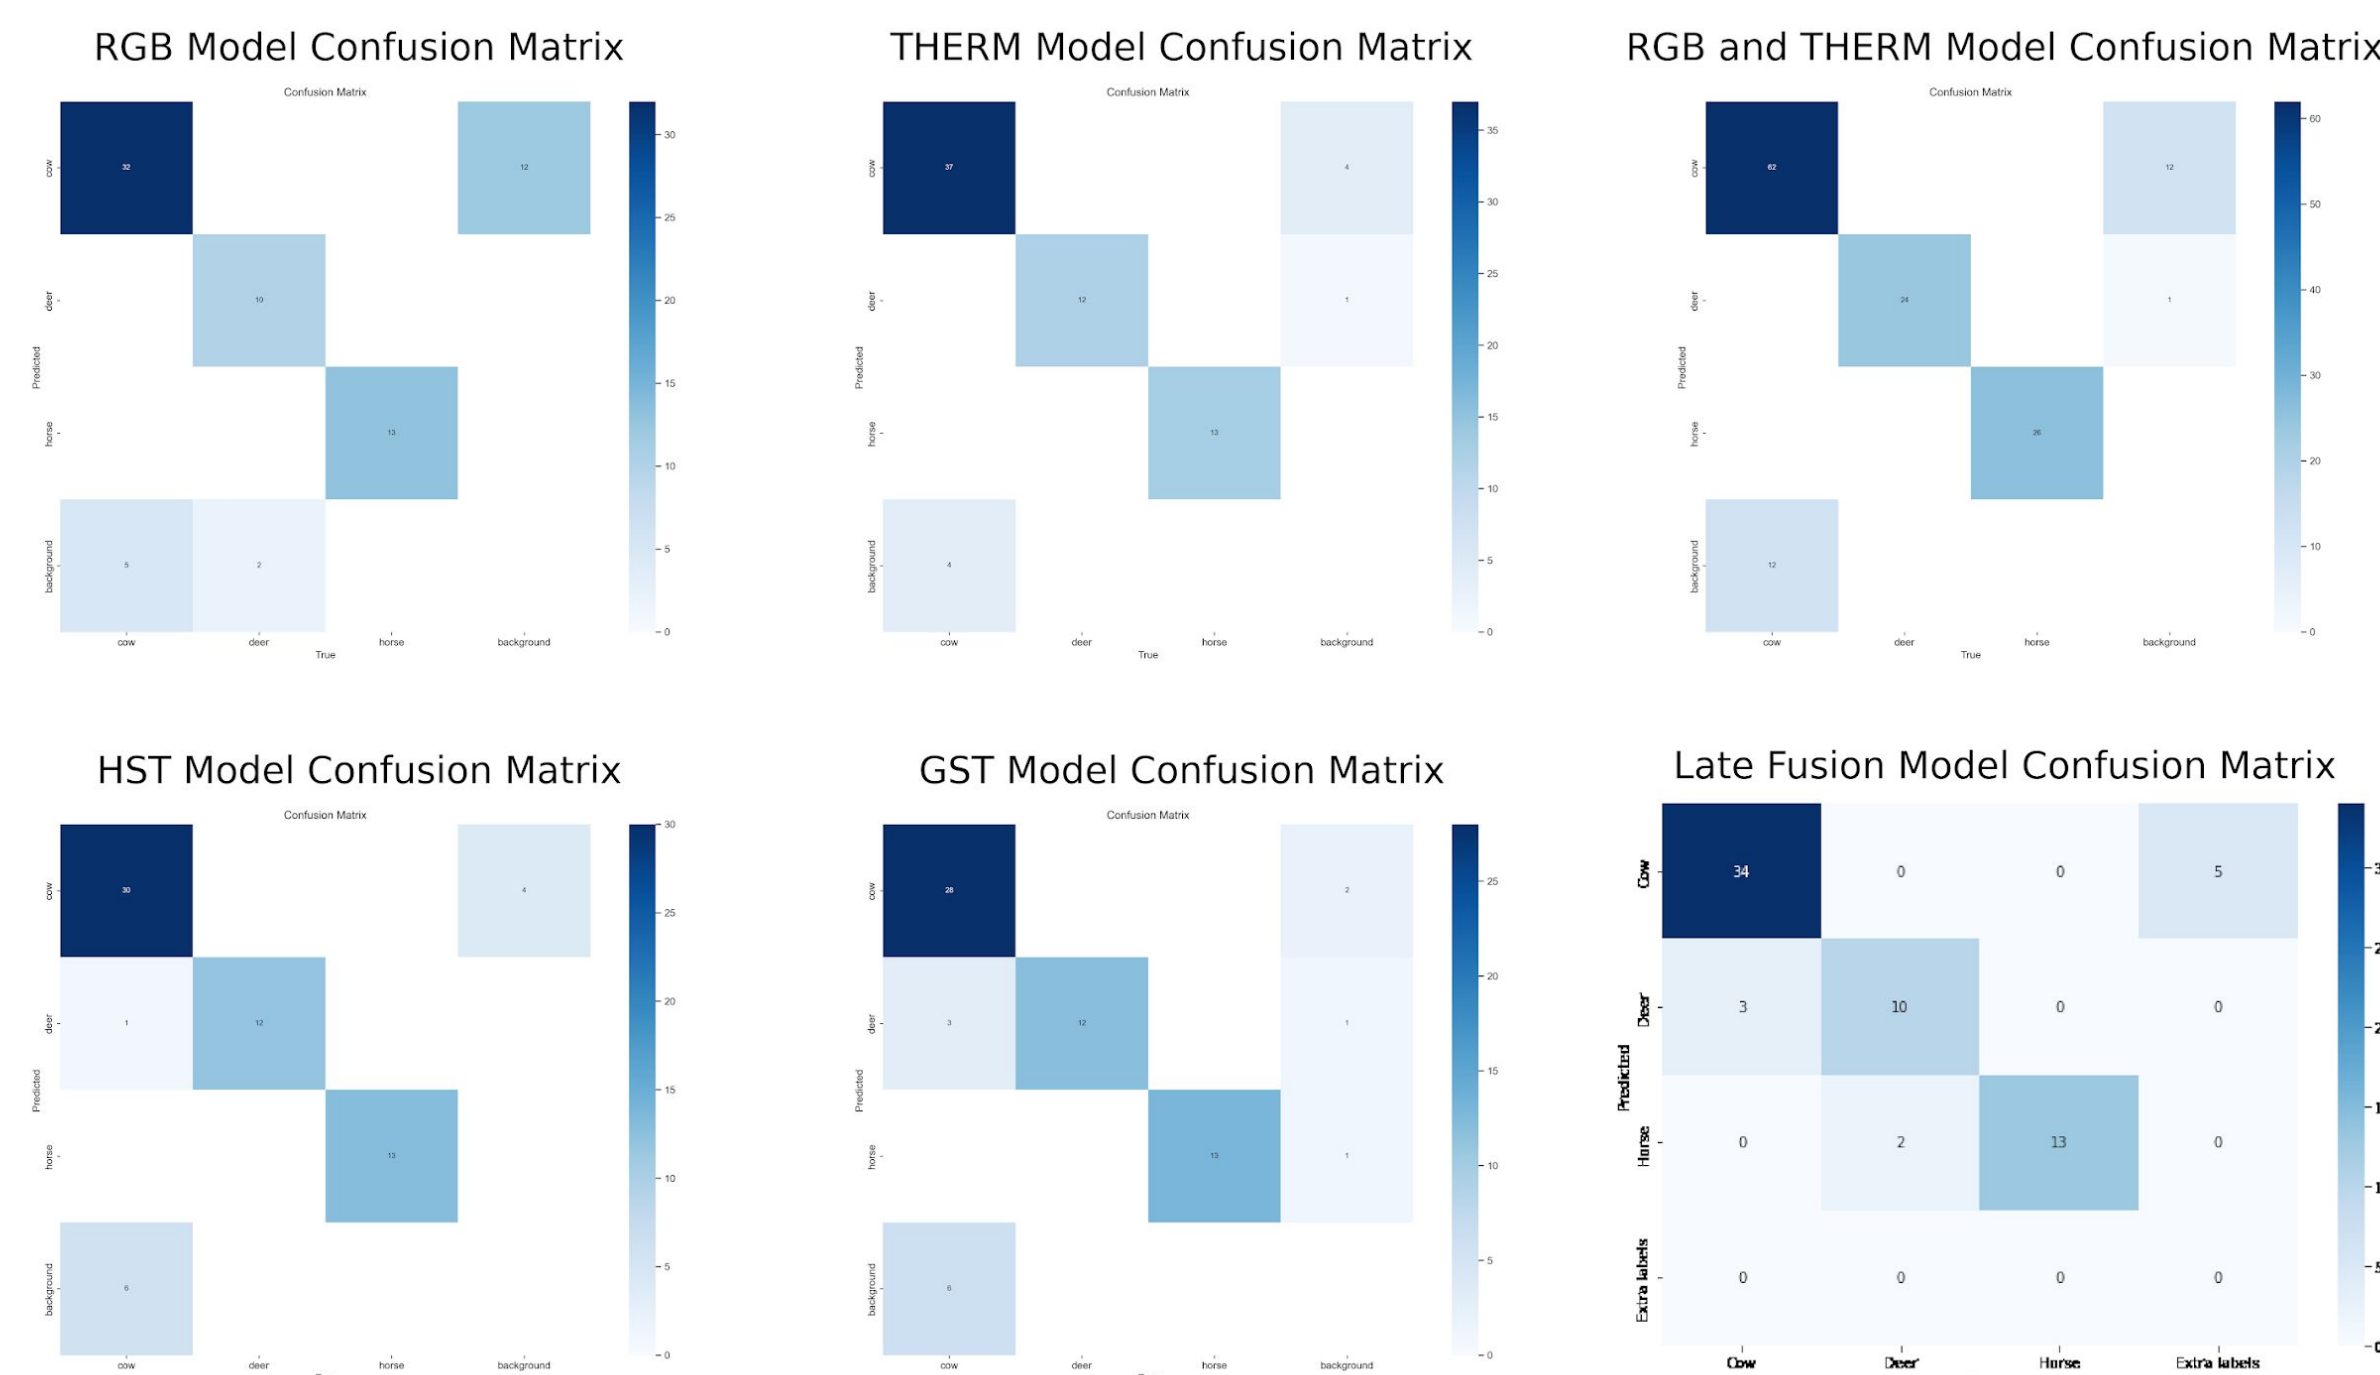 RGB Model Confusion Matrix
Confusion Matrix
cow
deer
horse
background
Predicted
32
12
10
13
5
2
30
25
20
15
10
5
0
cow deer horse background
True
THERM Model Confusion Matrix
Confusion Matrix
cow
deer
horse
background
Predicted
37
4
12
1
13
4
35
30
25
20
15
10
5
0
cow deer horse background
True
RGB and THERM Model Confusion Matrix
Confusion Matrix
cow
deer
horse
background
Predicted
62
12
24
1
26
12
60
50
40
30
20
10
0
cow deer horse background
True
HST Model Confusion Matrix
Confusion Matrix
cow
deer
horse
background
Predicted
30
4
1
12
13
6
30
25
20
15
10
5
0
cow deer horse background
GST Model Confusion Matrix
Confusion Matrix
cow
deer
horse
background
Predicted
28
2
3
12
1
13
1
6
25
20
15
10
5
0
cow deer horse background
Late Fusion Model Confusion Matrix
Cow
Deer
Horse
Extra labels
Predicted
34 0 0 5
3 10 0 0
0 2 13 0
0 0 0 0
Cow Deer Horse Extra labels